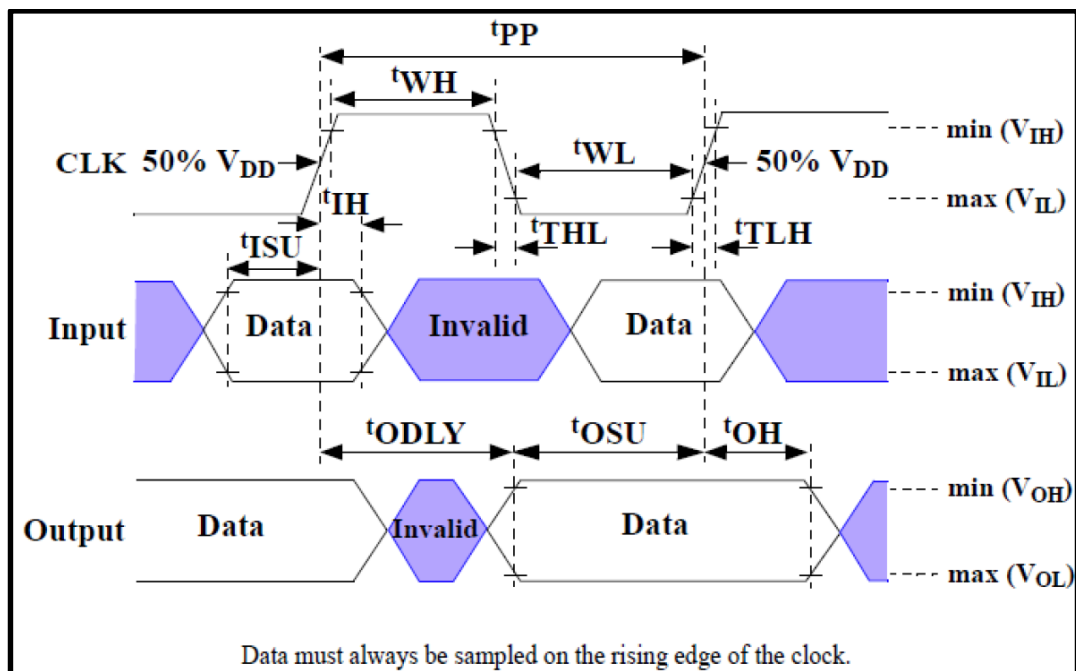 tPP
tWH
min (VIH)
CLK 50% VDD
tWL
50% VDD
max (VIL)
tIH
tTHL
tTLH
tISU
min (VIH)
Input
Data
Invalid
Data
max (VIL)
tODLY
tOSU
tOH
min (VOH)
Output
Data
Invalid
Data
max (VOL)
Data must always be sampled on the rising edge of the clock.